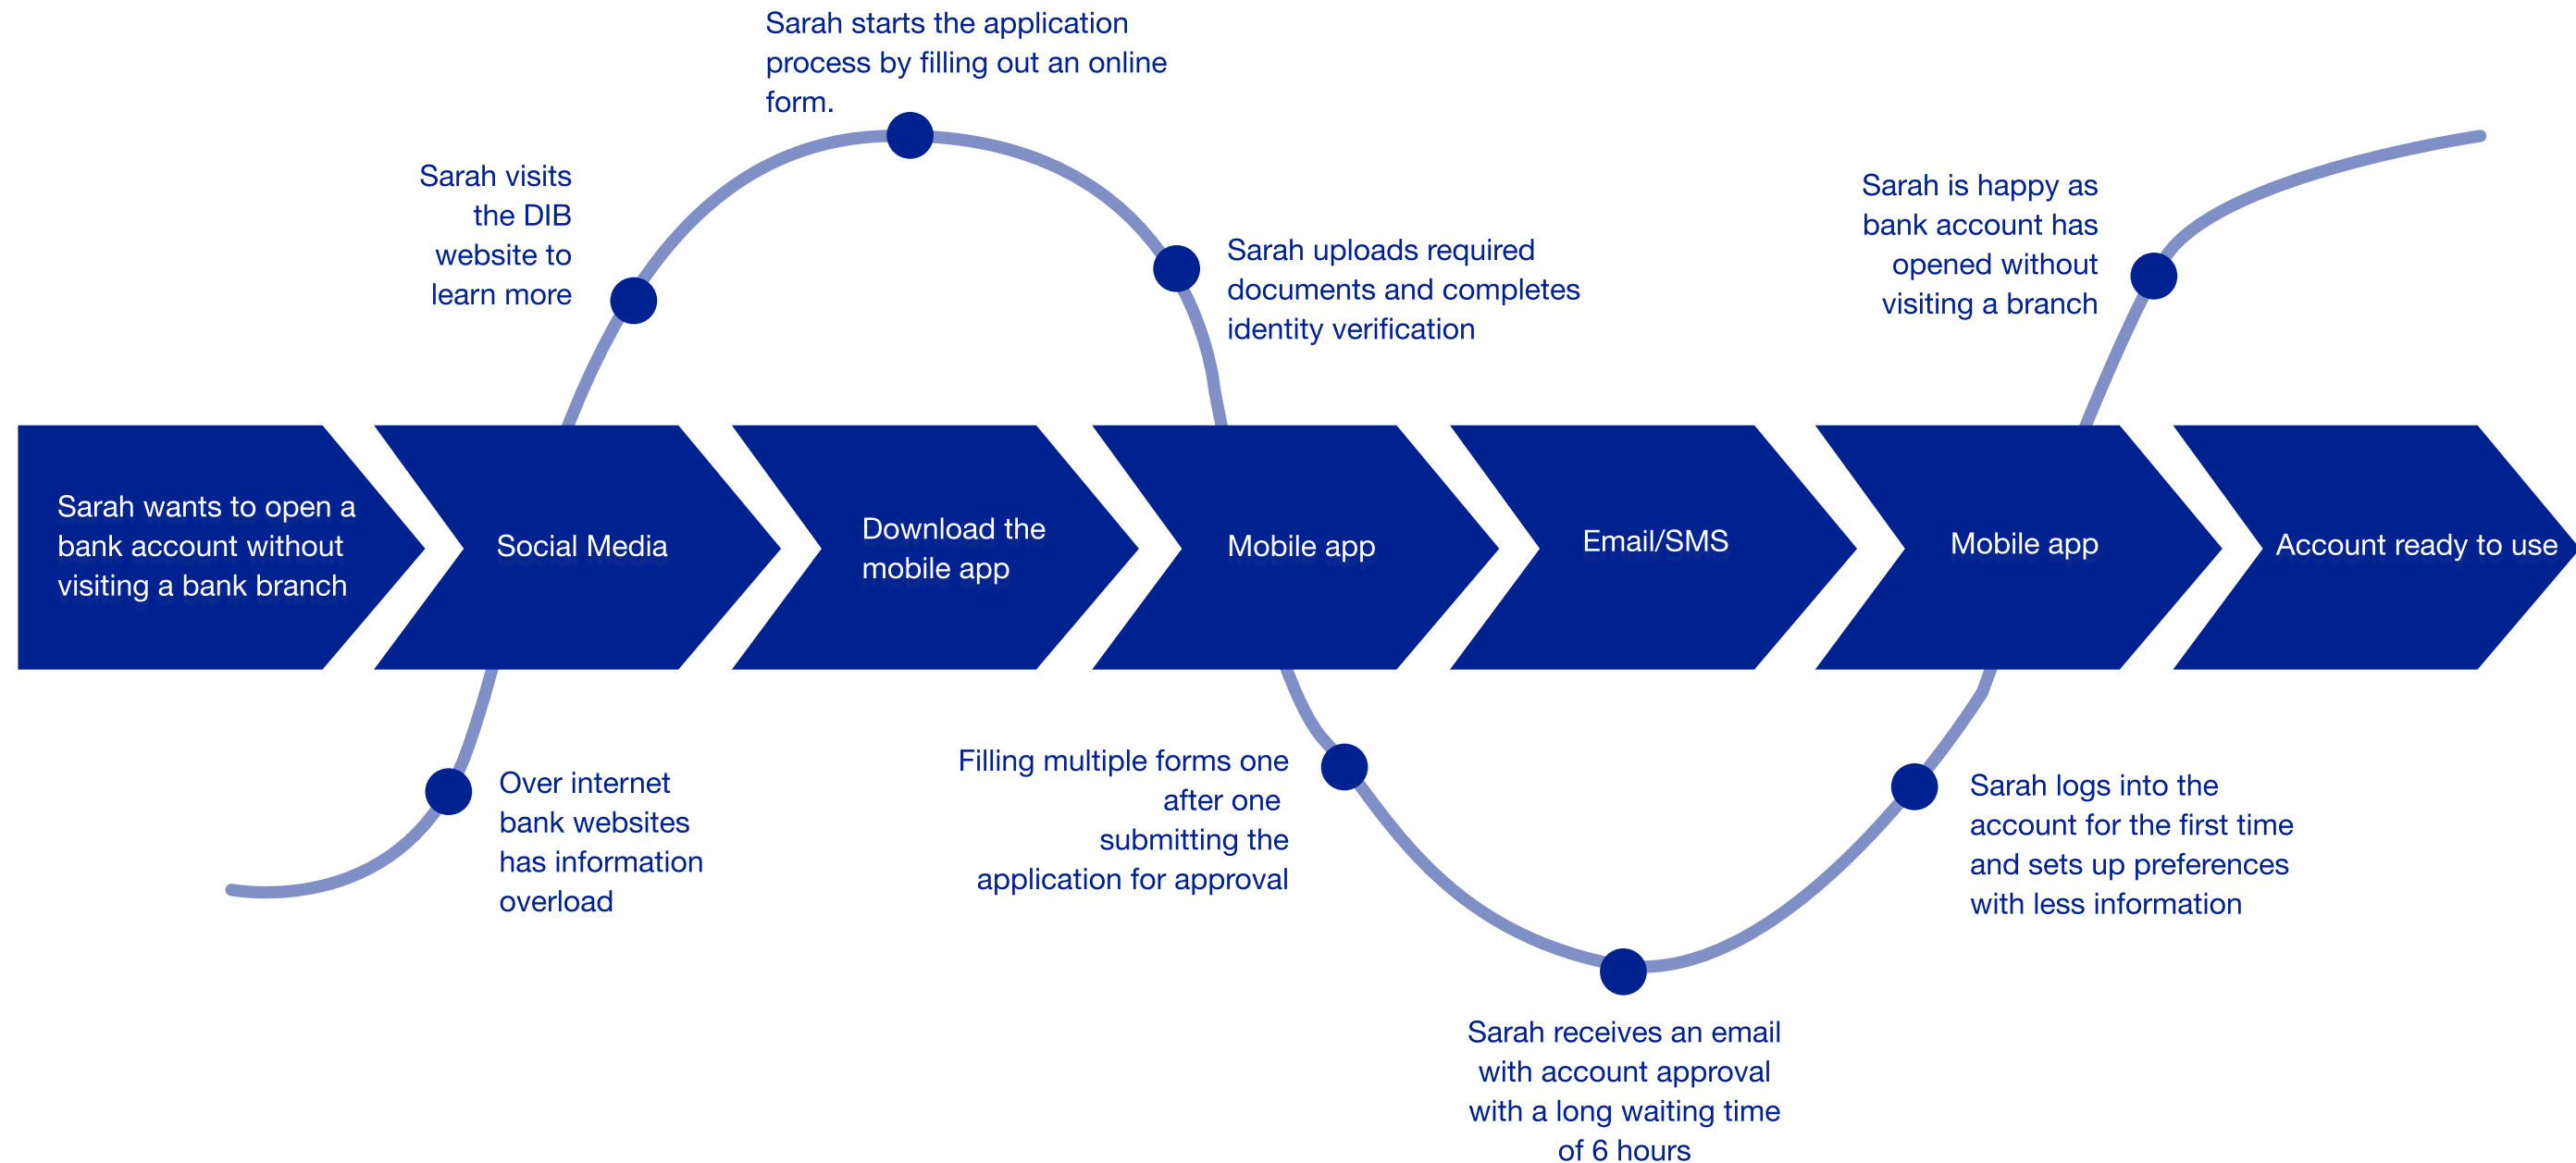 Sarah starts the application
process by filling out an online
form.
Sarah visits
the DIB
website to
learn more
Sarah uploads required
documents and completes
identity verification
Sarah is happy as
bank account has
opened without
visiting a branch
Sarah wants to open a
bank account without
visiting a bank branch
Social Media
Download the
mobile app
Mobile app
Email/SMS
Mobile app
Account ready to use
Over internet
bank websites
has information
overload
Filling multiple forms one
after one
submitting the
application for approval
Sarah receives an email
with account approval
with a long waiting time
of 6 hours
Sarah logs into the
account for the first time
and sets up preferences
with less information